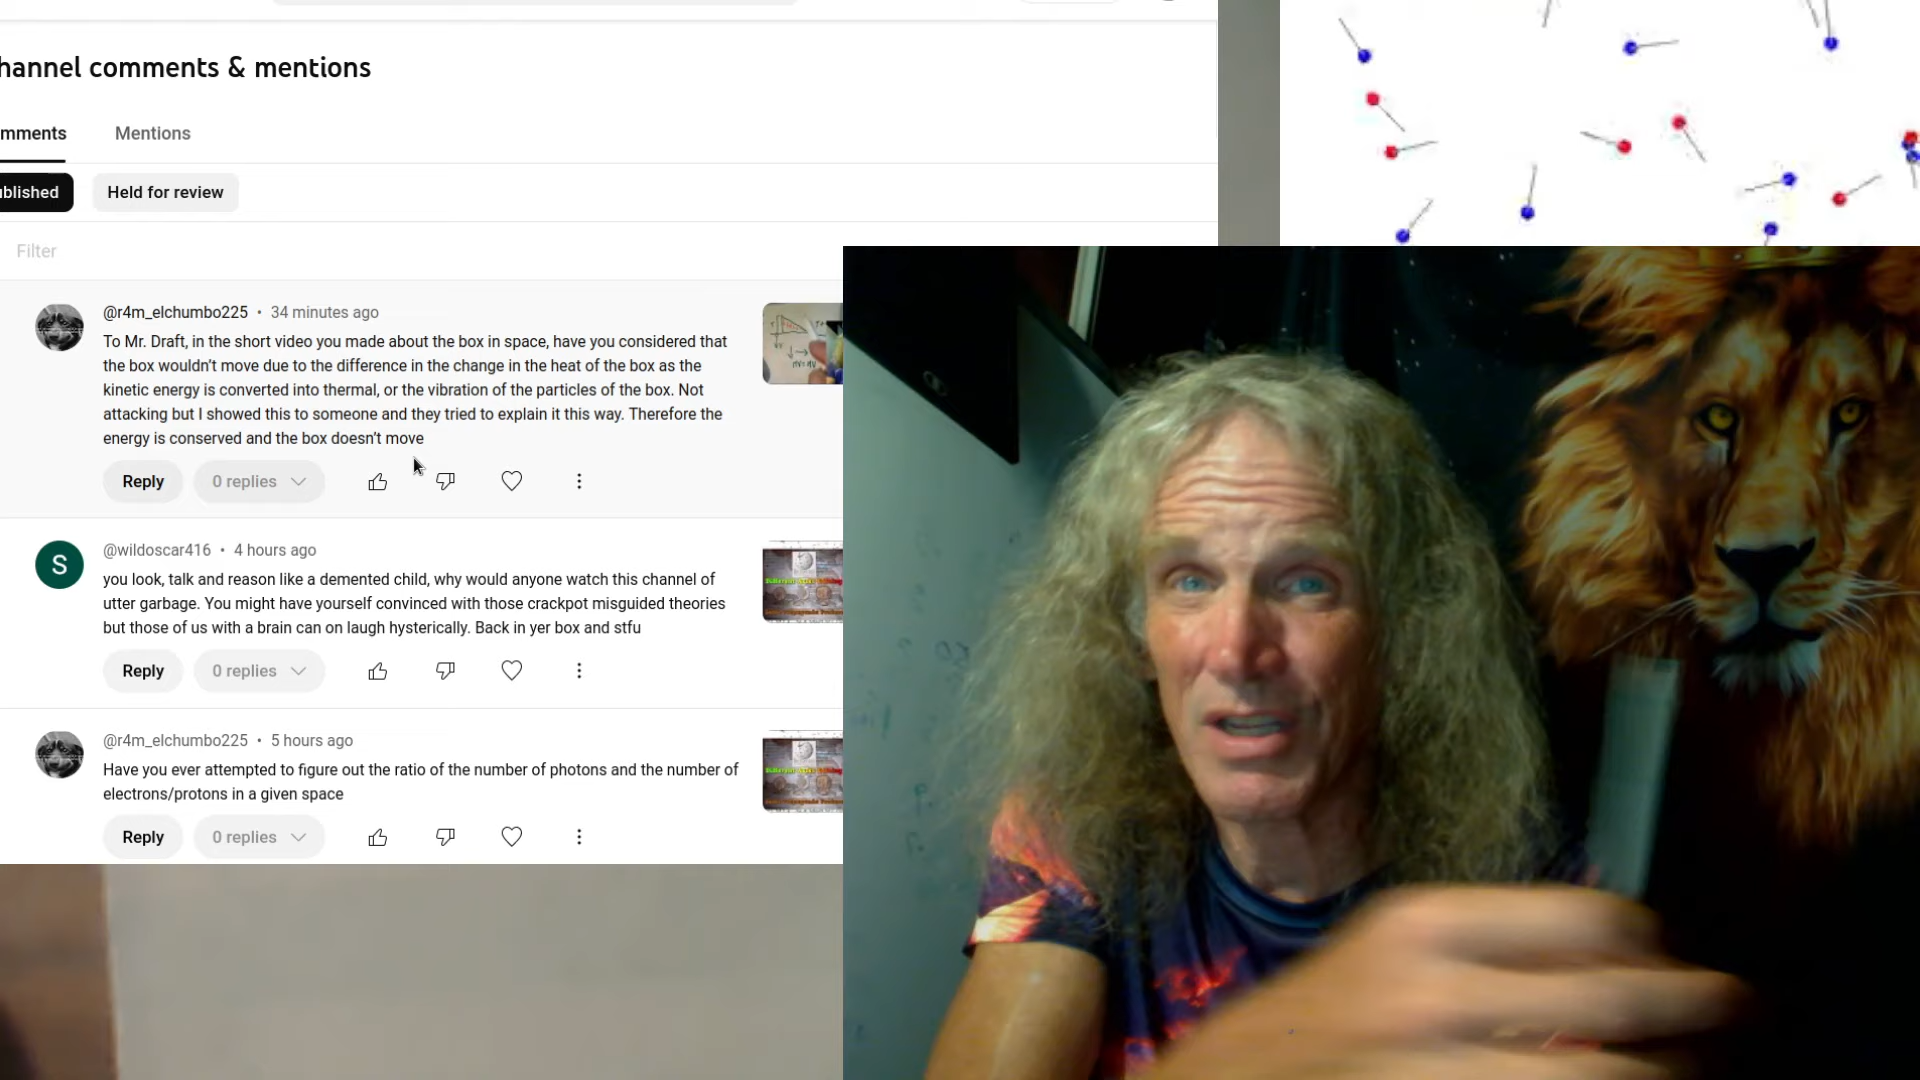 hannel comments & mentions
mments Mentions
ublished Held for review
Filter
@r4m_elchumbo225 • 34 minutes ago
To Mr. Draft, in the short video you made about the box in space, have you considered that
the box wouldn't move due to the difference in the change in the heat of the box as the
kinetic energy is converted into thermal, or the vibration of the particles of the box. Not
attacking but I showed this to someone and they tried to explain it this way. Therefore the
energy is conserved and the box doesn't move
Reply 0 replies
S
@wildoscar416 • 4 hours ago
you look, talk and reason like a demented child, why would anyone watch this channel of
utter garbage. You might have yourself convinced with those crackpot misguided theories
but those of us with a brain can on laugh hysterically. Back in yer box and stfu
Reply 0 replies
@r4m_elchumbo225 • 5 hours ago
Have you ever attempted to figure out the ratio of the number of photons and the number of
electrons/protons in a given space
Reply 0 replies